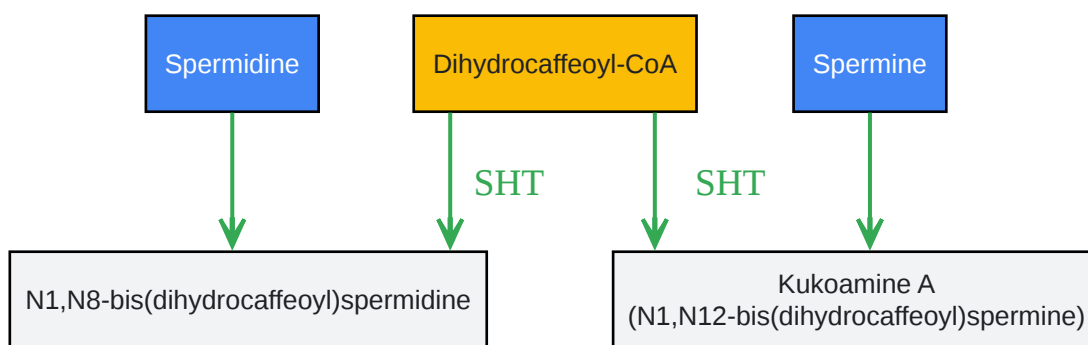 Spermidine
Dihydrocaffeoyl-CoA
Spermine
SHT
SHT
N1,N8-bis(dihydrocaffeoyl)spermidine
Kukoamine A
(N1,N12-bis(dihydrocaffeoyl)spermine)